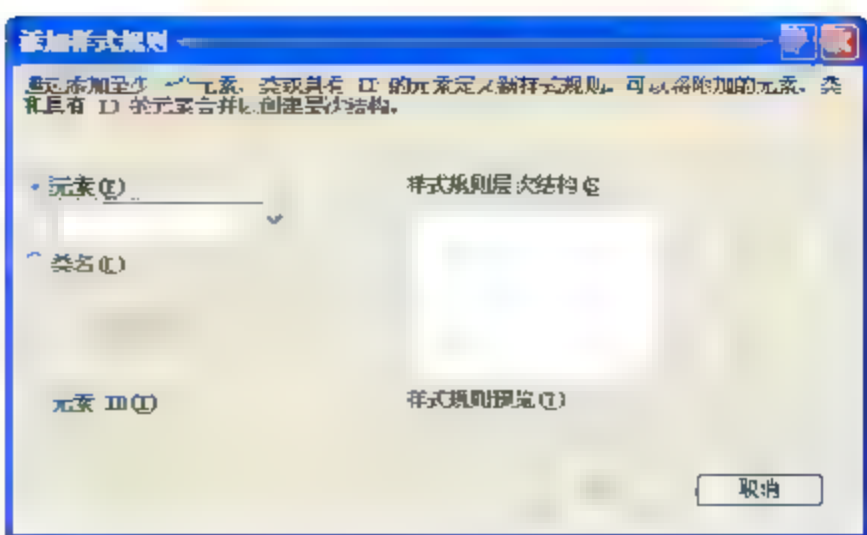 添加样式规则
通过添加至少一个元素、类或具有 ID 的元素定义新样式规则。可以将附加的元素、类
和具有 ID 的元素合并以创建层次结构。
元素(E)
样式规则层次结构(S
类名(C)
元素 ID(I)
样式规则预览(T)
取消